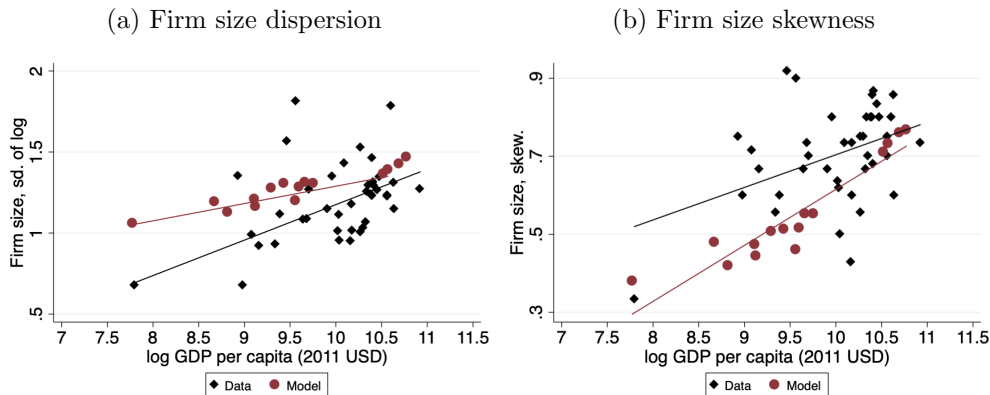 (a) Firm size dispersion
(b) Firm size skewness
Firm size, sd. of log
2
1.5
1
.5
7 7.5 8 8.5 9 9.5 10 10.5 11 11.5
log GDP per capita (2011 USD)
Data Model
Firm size, skew.
.9
.7
.5
.3
7 7.5 8 8.5 9 9.5 10 10.5 11 11.5
log GDP per capita (2011 USD)
Data Model